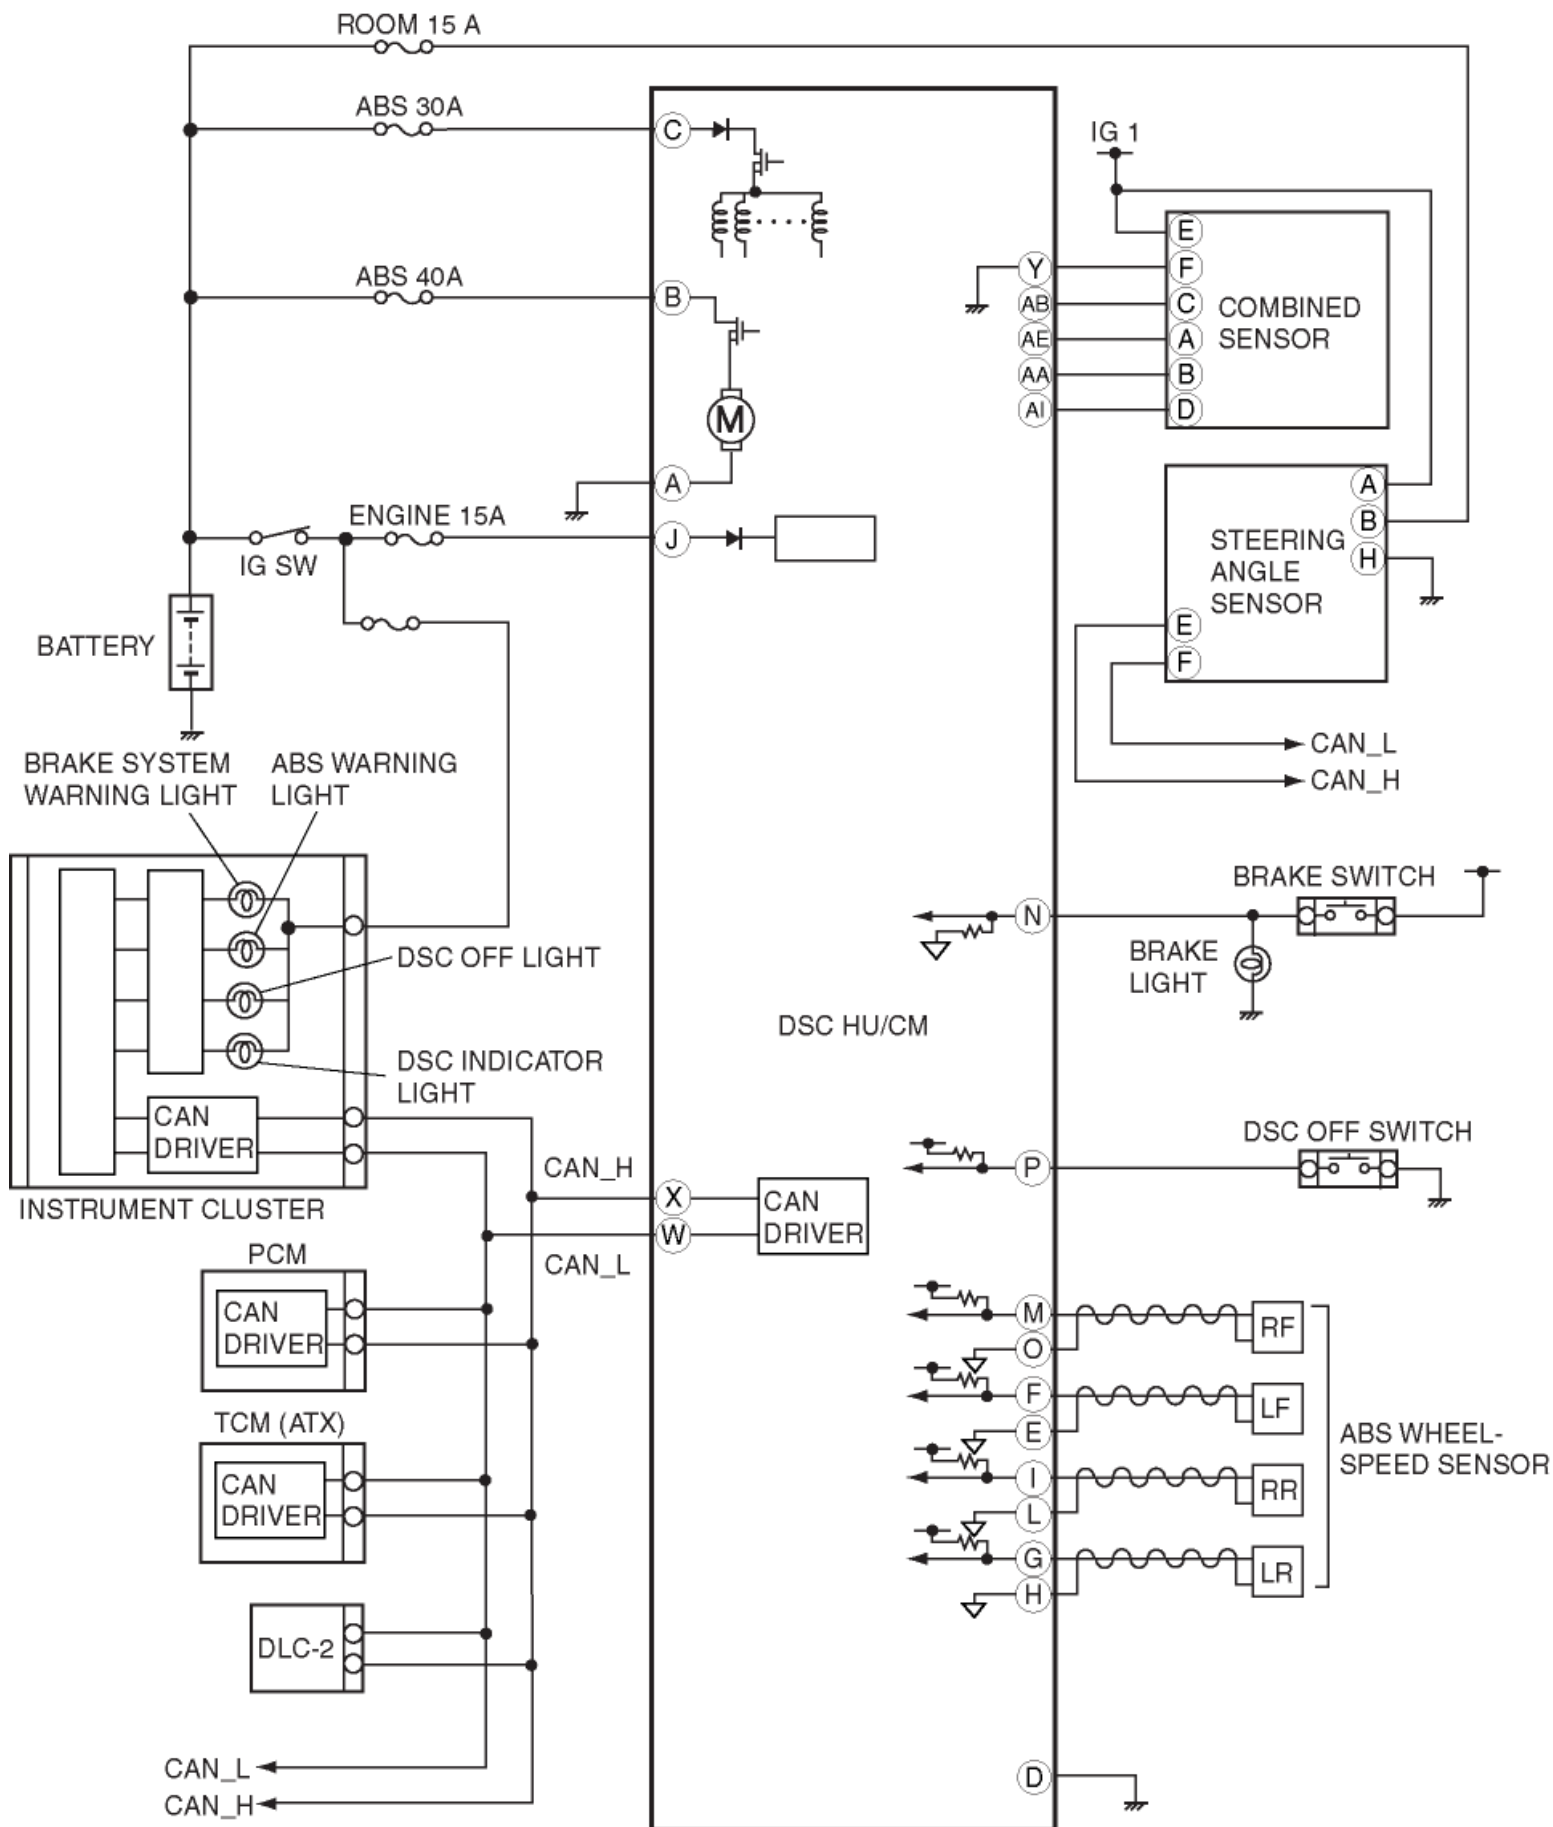 ROOM 15 A
ABS 30A
C
IG 1
E
ABS 40A
B
Y
F
AB
C
COMBINED
SENSOR
AE
A
AA
B
AI
D
M
A
ENGINE 15A
J
IG SW
A
B
H
STEERING
ANGLE
SENSOR
E
F
BATTERY
CAN_L
CAN_H
BRAKE SYSTEM
WARNING LIGHT
ABS WARNING
LIGHT
DSC OFF LIGHT
DSC INDICATOR
LIGHT
CAN
DRIVER
INSTRUMENT CLUSTER
N
BRAKE SWITCH
BRAKE
LIGHT
DSC HU/CM
P
DSC OFF SWITCH
CAN_H
X
W
CAN
DRIVER
CAN_L
PCM
CAN
DRIVER
TCM (ATX)
CAN
DRIVER
DLC-2
CAN_L
CAN_H
M
O
RF
F
E
LF
I
L
RR
G
H
LR
ABS WHEEL-
SPEED SENSOR
D